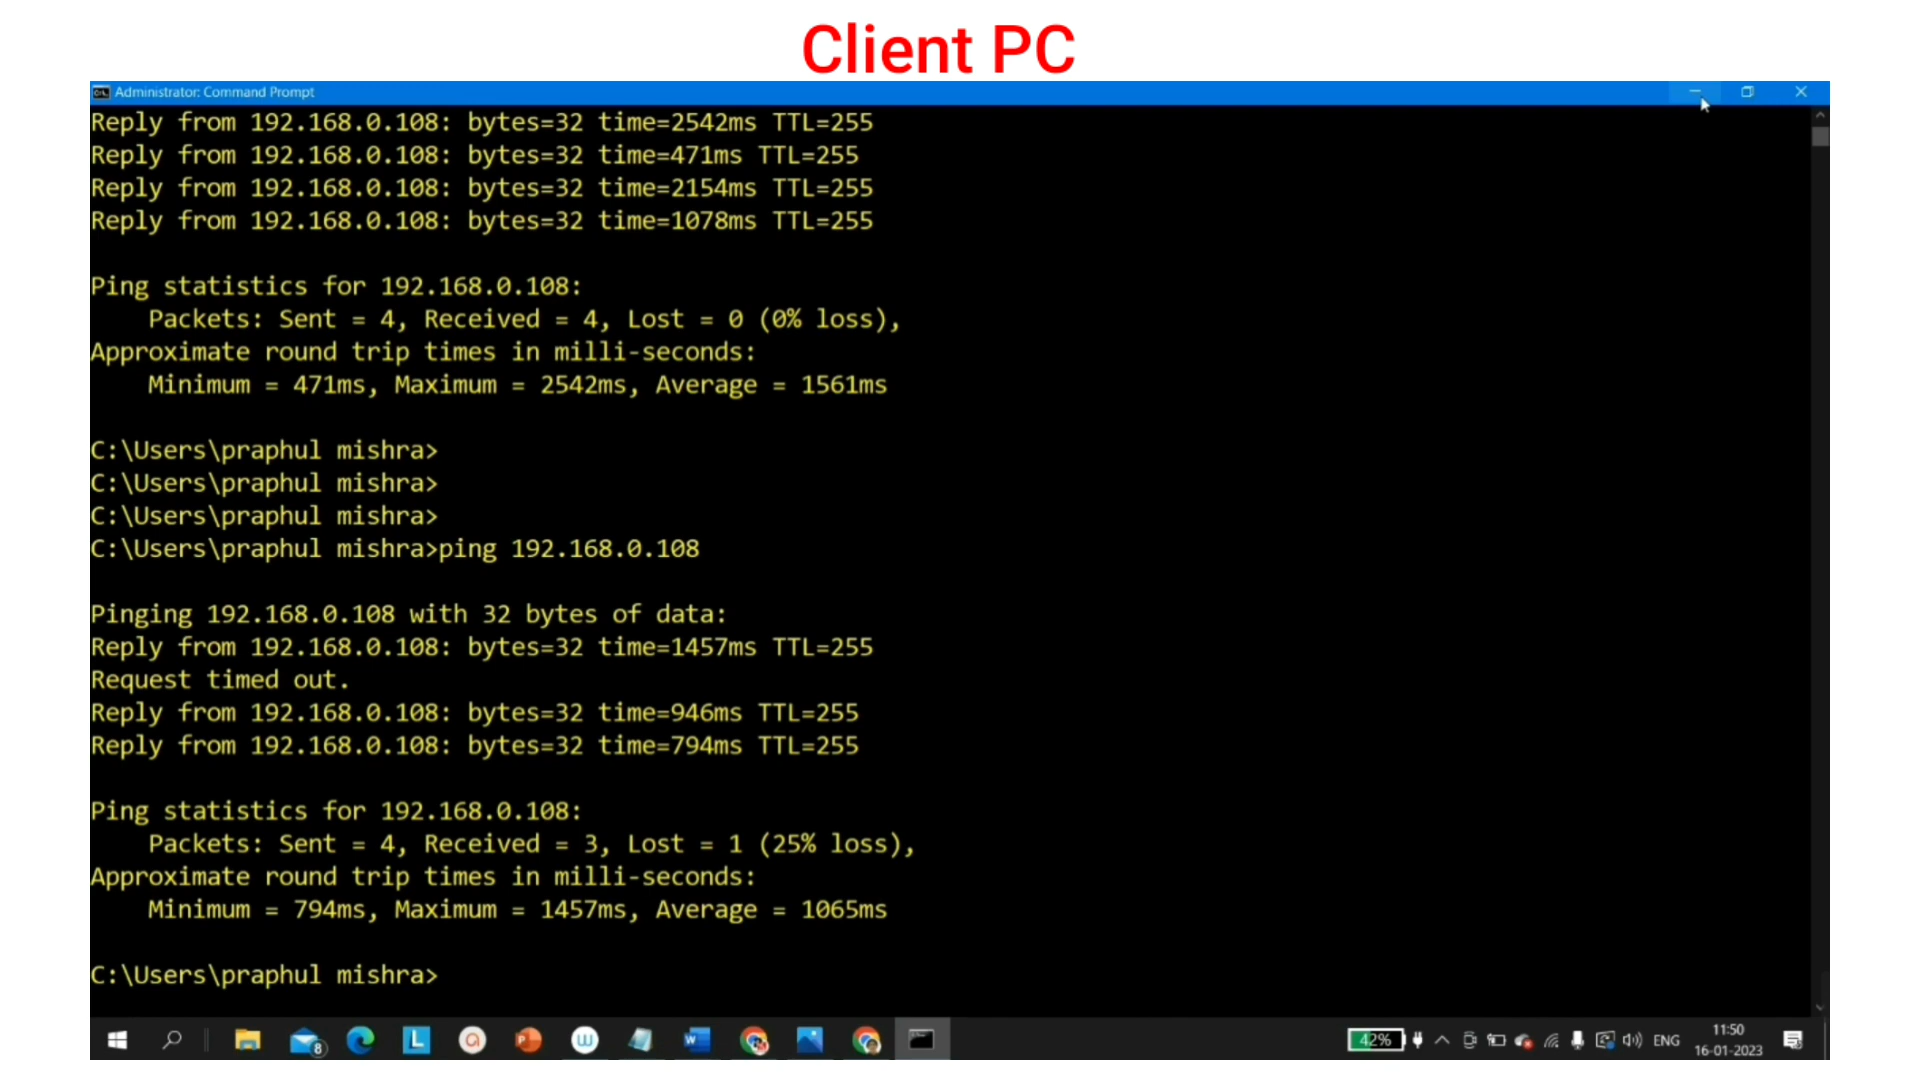 Client PC
Administrator: Command Prompt
Reply from 192.168.0.108: bytes=32 time=2542ms TTL=255
Reply from 192.168.0.108: bytes=32 time=471ms TTL=255
Reply from 192.168.0.108: bytes=32 time=2154ms TTL=255
Reply from 192.168.0.108: bytes=32 time=1078ms TTL=255
Ping statistics for 192.168.0.108:
Packets: Sent = 4, Received = 4, Lost = 0 (0% loss),
Approximate round trip times in milli-seconds:
Minimum = 471ms, Maximum = 2542ms, Average = 1561ms
C:\Users\praphul mishra>
C:\Users\praphul mishra>
C:\Users\praphul mishra>
C:\Users\praphul mishra>ping 192.168.0.108
Pinging 192.168.0.108 with 32 bytes of data:
Reply from 192.168.0.108: bytes=32 time=1457ms TTL=255
Request timed out.
Reply from 192.168.0.108: bytes=32 time=946ms TTL=255
Reply from 192.168.0.108: bytes=32 time=794ms TTL=255
Ping statistics for 192.168.0.108:
Packets: Sent = 4, Received = 3, Lost = 1 (25% loss),
Approximate round trip times in milli-seconds:
Minimum = 794ms, Maximum = 1457ms, Average = 1065ms
C:\Users\praphul mishra>
8 L a P W W 42% ENG 11:50
16-01-2023